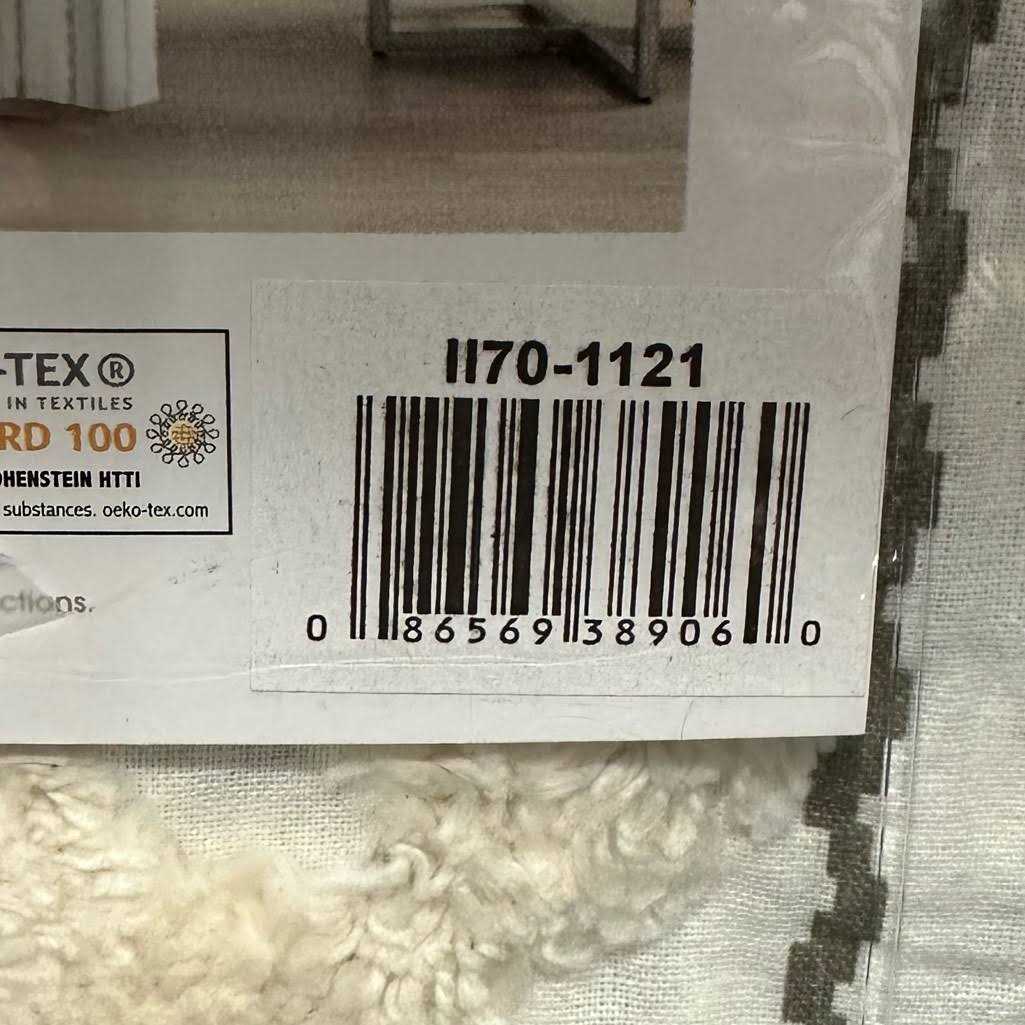 -TEX®
IN TEXTILES
RD 100
OHENSTEIN HTTI
substances. oeko-tex.com
ctions.
II70-1121
0 86569 38906 0